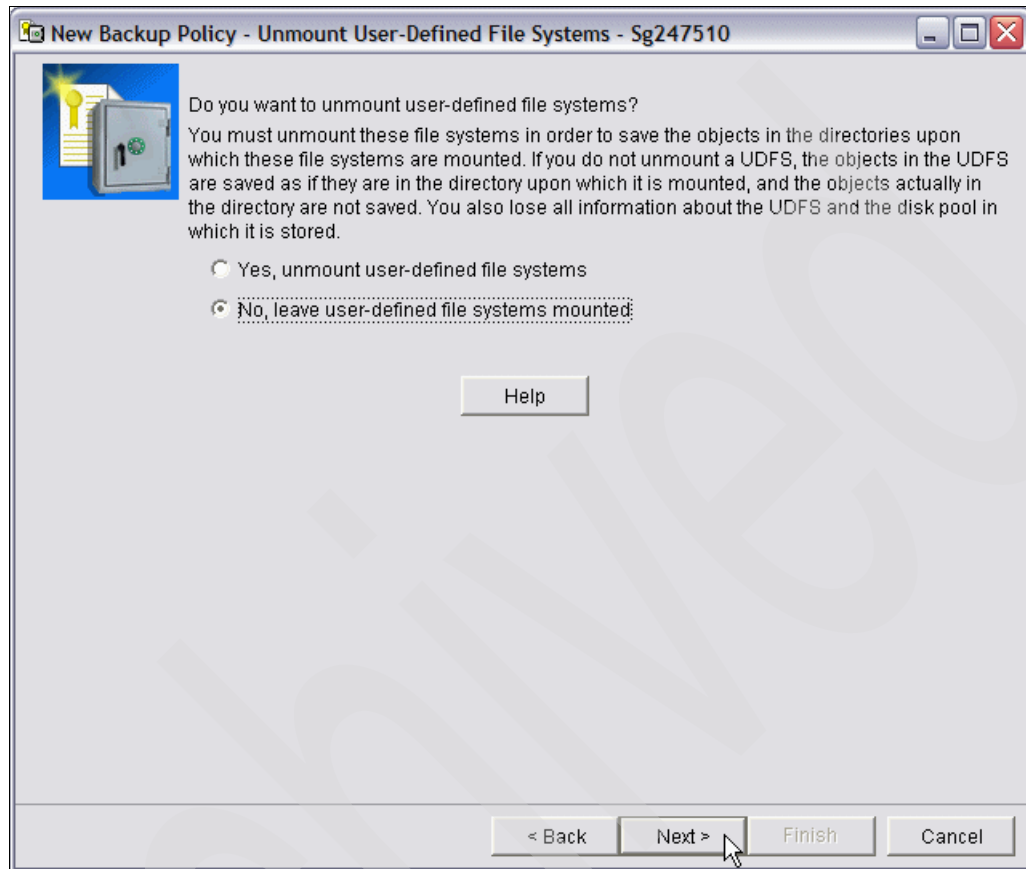 New Backup Policy - Unmount User-Defined File Systems - Sg247510
Do you want to unmount user-defined file systems?
You must unmount these file systems in order to save the objects in the directories upon
which these file systems are mounted. If you do not unmount a UDFS, the objects in the UDFS
are saved as if they are in the directory upon which it is mounted, and the objects actually in
the directory are not saved. You also lose all information about the UDFS and the disk pool in
which it is stored.
Yes, unmount user-defined file systems
No, leave user-defined file systems mounted
Help
< Back Next > Finish Cancel